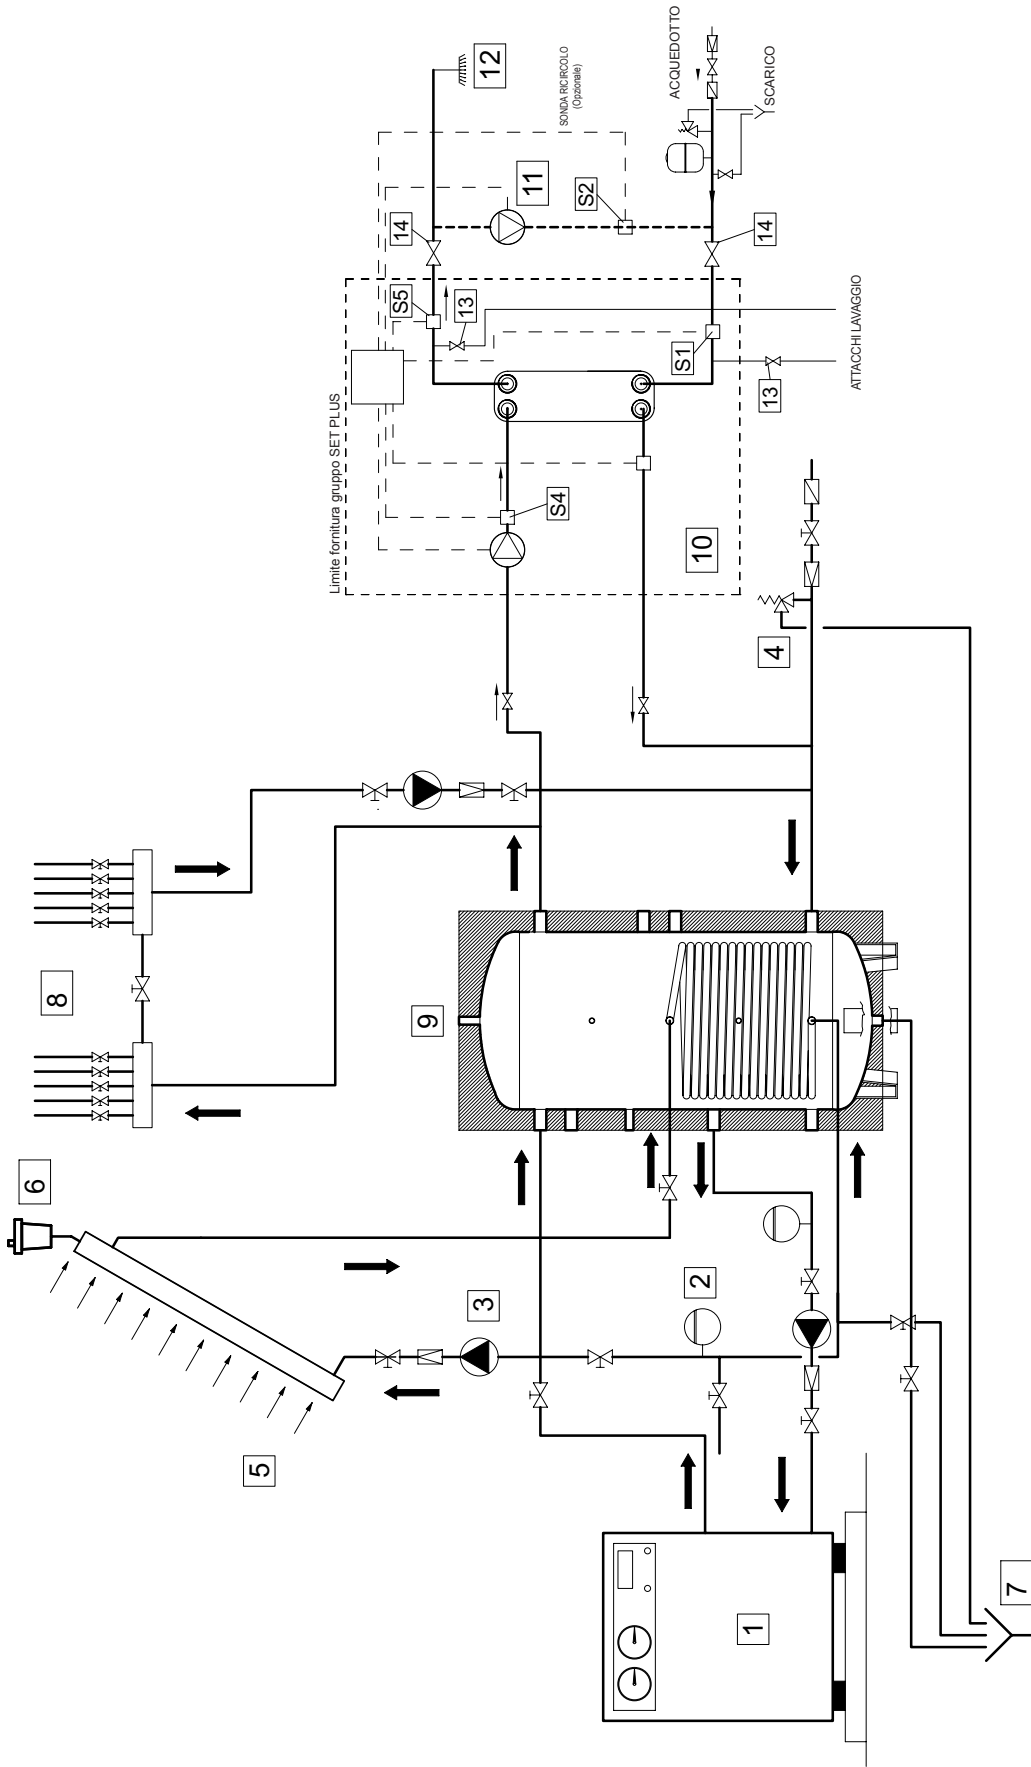 6
5
8
3
2
1
7
9
Limite fornitura gruppo SET PLUS
10
4
S4
S5
13
S1
13
14
14
11
12
S2
SONDA RICIRCOLO
(Opzionale)
ACQUEDOTTO
SCARICO
ATTACCHI LAVAGGIO